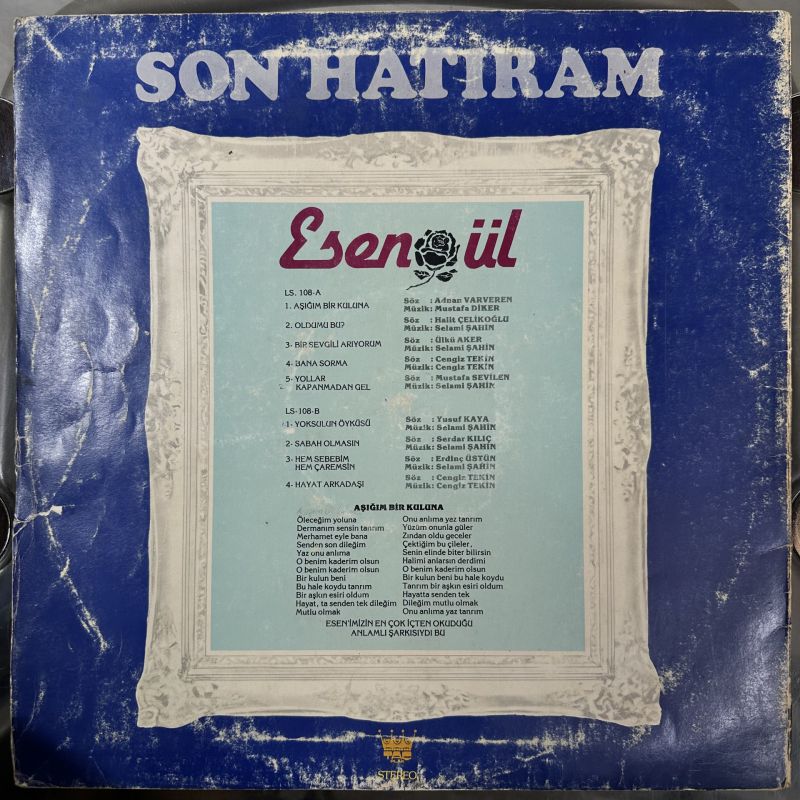 SON HATIRAM
Esengül
LS. 108-A
1. AŞIĞIM BİR KULUNA Söz : Adnan VARVEREN
Müzik: Mustafa DİKER
2. OLDUMU BU? Söz : Halit ÇELİKOĞLU
Müzik: Selami ŞAHİN
3- BİR SEVGİLİ ARIYORUM Söz : Ülkü AKER
Müzik: Selami ŞAHİN
4- BANA SORMA Söz : Cengiz TEKİN
Müzik: Cengiz TEKİN
5- YOLLAR Söz : Mustafa SEVİLEN
KAPANMADAN GEL Müzik: Selami ŞAHİN
LS-108-B
1- YOKSULUN ÖYKÜSÜ Söz : Yusuf KAYA
Müzik: Selami ŞAHİN
2- SABAH OLMASIN Söz : Serdar KILIÇ
Müzik: Selami ŞAHİN
3- HEM SEBEBİM Söz : Erdinç ÜSTÜN
HEM ÇAREMSİN Müzik: Selami ŞAHİN
4- HAYAT ARKADAŞI Söz : Cengiz TEKİN
Müzik: Cengiz TEKİN
AŞIĞIM BİR KULUNA
Öleceğim yoluna
Dermanım sensin tanrım
Merhamet eyle bana
Senden son dileğim
Yaz onu anlıma
O benim kaderim olsun
O benim kaderim olsun
Bir kulun beni
Bu hale koydu tanrım
Bir aşkın esiri oldum
Hayat, ta senden tek dileğim
Mutlu olmak
Onu anlıma yaz tanrım
Yüzüm onunla güler
Zından oldu geceler
Çektiğim bu çileler,
Senin elinde biter bilirsin
Halimi anlarsın derdimi
O benim kaderim olsun
Bir kulun beni bu hale koydu
Tanrım bir aşkın esiri oldum
Hayatta senden tek
Dileğim mutlu olmak
Onu anlıma yaz tanrım
ESEN'İMİZİN EN ÇOK İÇTEN OKUDUĞU
ANLAMLI ŞARKISIYDI BU
STEREO